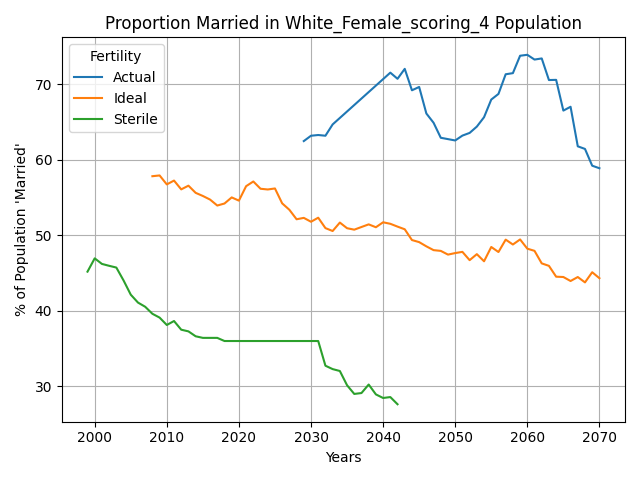 Proportion Married in White_Female_scoring_4 Population
Fertility
Actual
Ideal
Sterile
% of Population 'Married'
70
60
50
40
30
2000 2010 2020 2030 2040 2050 2060 2070
Years